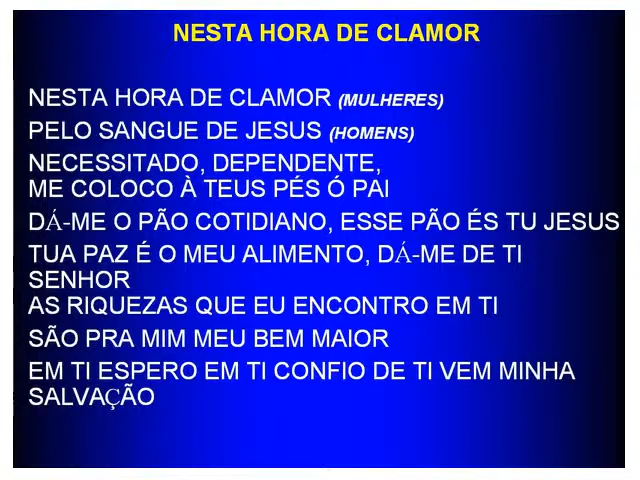 NESTA HORA DE CLAMOR
NESTA HORA DE CLAMOR (MULHERES)
PELO SANGUE DE JESUS (HOMENS)
NECESSITADO, DEPENDENTE,
ME COLOCO À TEUS PÉS Ó PAI
DÁ-ME O PÃO COTIDIANO, ESSE PÃO ÉS TU JESUS
TUA PAZ É O MEU ALIMENTO, DÁ-ME DE TI
SENHOR
AS RIQUEZAS QUE EU ENCONTRO EM TI
SÃO PRA MIM MEU BEM MAIOR
EM TI ESPERO EM TI CONFIO DE TI VEM MINHA
SALVAÇÃO